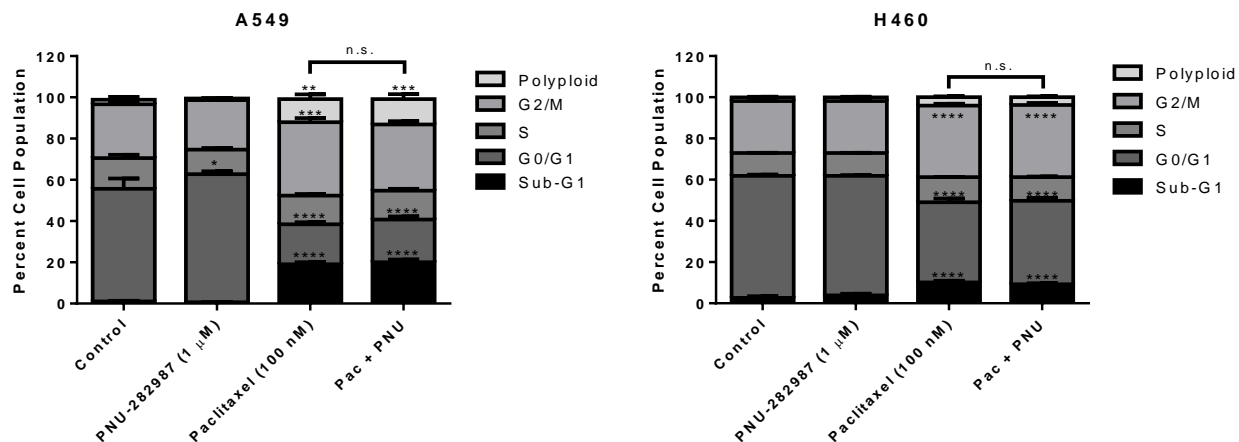 A549
n.s.
120
100
80
60
40
20
0
Percent Cell Population
** ***
***
*
**** ****
**** ****
Polyploid
G2/M
S
G0/G1
Sub-G1
Control
PNU-282987 (1 μM)
Paclitaxel (100 nM)
Pac + PNU
H460
n.s.
120
100
80
60
40
20
0
Percent Cell Population
**** ****
**** ****
**** ****
Polyploid
G2/M
S
G0/G1
Sub-G1
Control
PNU-282987 (1 μM)
Paclitaxel (100 nM)
Pac + PNU